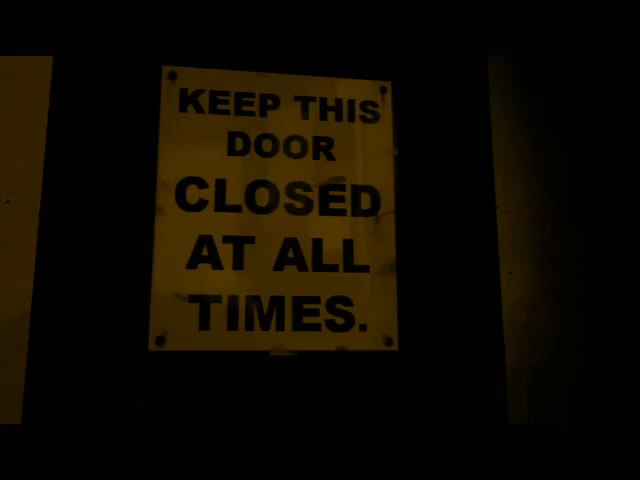 KEEP THIS
DOOR
CLOSED
AT ALL
TIMES.